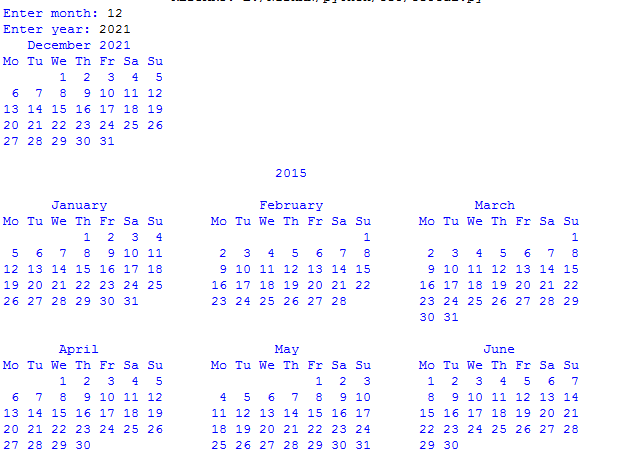 Enter month: 12
Enter year: 2021
   December 2021
Mo Tu We Th Fr Sa Su
       1  2  3  4  5
 6  7  8  9 10 11 12
13 14 15 16 17 18 19
20 21 22 23 24 25 26
27 28 29 30 31
                                  2015
      January                   February                   March
Mo Tu We Th Fr Sa Su      Mo Tu We Th Fr Sa Su      Mo Tu We Th Fr Sa Su
          1  2  3  4                         1                         1
 5  6  7  8  9 10 11       2  3  4  5  6  7  8       2  3  4  5  6  7  8
12 13 14 15 16 17 18       9 10 11 12 13 14 15       9 10 11 12 13 14 15
19 20 21 22 23 24 25      16 17 18 19 20 21 22      16 17 18 19 20 21 22
26 27 28 29 30 31         23 24 25 26 27 28         23 24 25 26 27 28 29
                                                    30 31
       April                      May                       June
Mo Tu We Th Fr Sa Su      Mo Tu We Th Fr Sa Su      Mo Tu We Th Fr Sa Su
       1  2  3  4  5                   1  2  3       1  2  3  4  5  6  7
 6  7  8  9 10 11 12       4  5  6  7  8  9 10       8  9 10 11 12 13 14
13 14 15 16 17 18 19      11 12 13 14 15 16 17      15 16 17 18 19 20 21
20 21 22 23 24 25 26      18 19 20 21 22 23 24      22 23 24 25 26 27 28
27 28 29 30               25 26 27 28 29 30 31      29 30